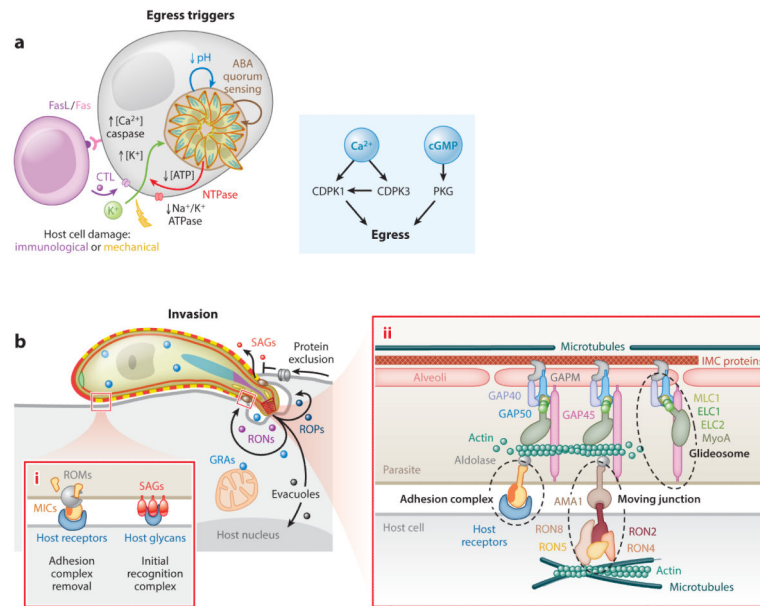 Egress triggers
a
↓pH
ABA
quorum
sensing
FasL/Fas
↑[Ca²⁺]
caspase
↑[K⁺]
CTL
↓[ATP]
NTPase
K⁺
↓Na⁺/K⁺
ATPase
Host cell damage:
immunological or mechanical
Ca²⁺
cGMP
CDPK1
CDPK3
PKG
Egress
b
Invasion
SAGs
Protein
exclusion
RONs
ROPs
GRAs
Evacuoles
Host nucleus
i
ROMs
MICs
SAGs
Host receptors
Host glycans
Adhesion
complex
removal
Initial
recognition
complex
ii
Microtubules
IMC proteins
Alveoli
GAPM
GAP40
GAP50
GAP45
MLC1
ELC1
ELC2
MyoA
Glideosome
Actin
Aldolase
Parasite
Adhesion complex
AMA1
Moving junction
Host cell
Host
receptors
RON8
RON2
RON5
RON4
Actin
Microtubules